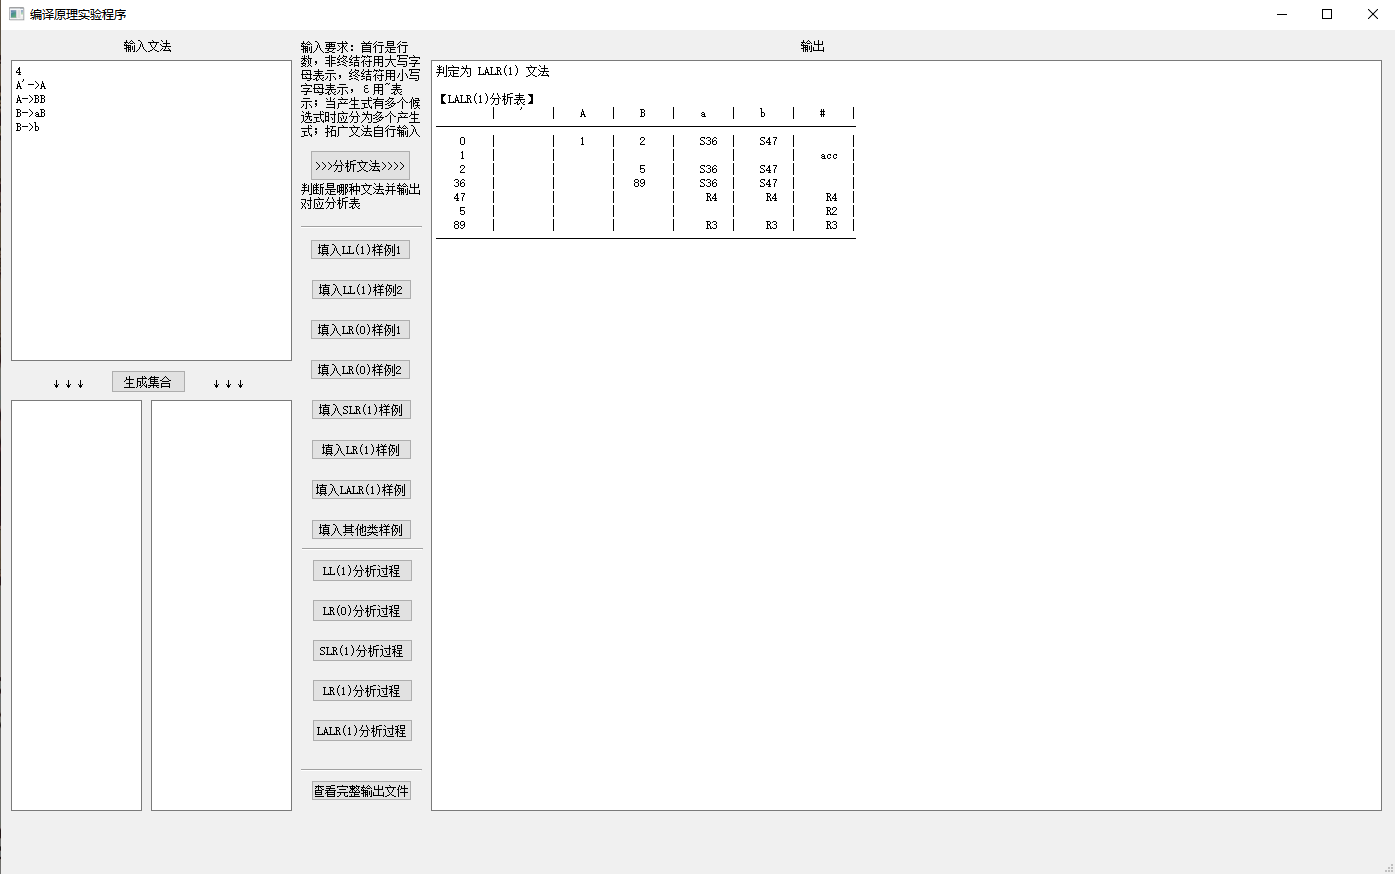 编译原理实验程序
输入文法
4
A'->A
A->BB
B->aB
B->b
↓↓↓
生成集合
↓↓↓
输入要求：首行是行
数，非终结符用大写字
母表示，终结符用小写
字母表示，ε用~表
示；当产生式有多个候
选式时应分为多个产生
式；拓广文法自行输入
>>>分析文法>>>>
判断是哪种文法并输出
对应分析表
填入LL(1)样例1
填入LL(1)样例2
填入LR(0)样例1
填入LR(0)样例2
填入SLR(1)样例
填入LR(1)样例
填入LALR(1)样例
填入其他类样例
LL(1)分析过程
LR(0)分析过程
SLR(1)分析过程
LR(1)分析过程
LALR(1)分析过程
查看完整输出文件
输出
判定为 LALR(1) 文法
【LALR(1)分析表】
| ' | A | B | a | b | # |
0 | | 1 | 2 | S36 | S47 | |
1 | | | | | | acc |
2 | | | 5 | S36 | S47 | |
36 | | | 89 | S36 | S47 | |
47 | | | | R4 | R4 | R4 |
5 | | | | | | R2 |
89 | | | | R3 | R3 | R3 |